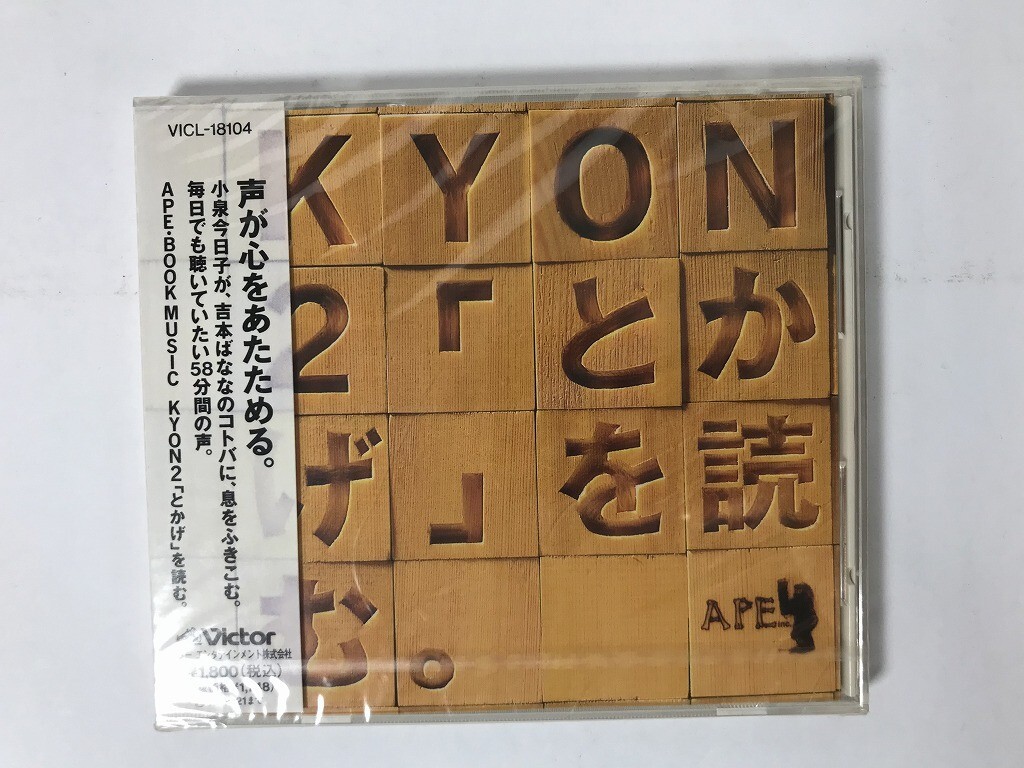 VICL-18104
声が心をあたためる。
小泉今日子が、吉本ばななのコトバに、息をふきこむ。
毎日でも聴いていたい58分間の声。
APE・BOOK MUSIC KYON2「とかげ」を読む。
Victor
¥1,800(税込)
KYON
2「とか
げ」を読
む。
APE